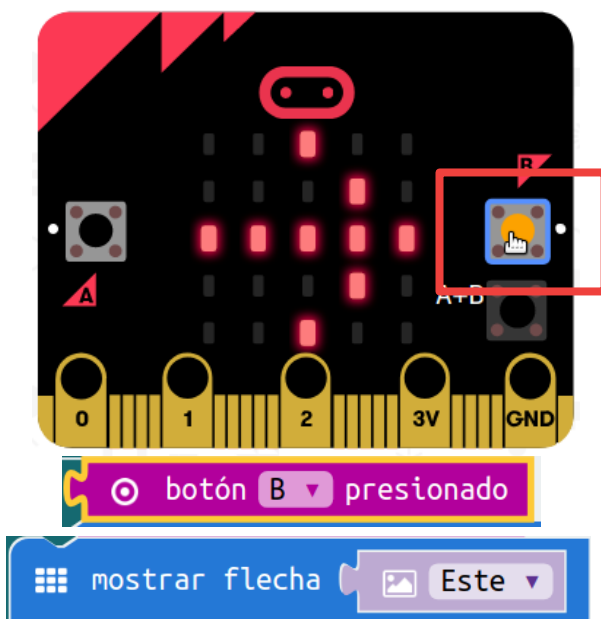 B
A
A+B
0 1 2 3V GND
botón B presionado
mostrar flecha Este